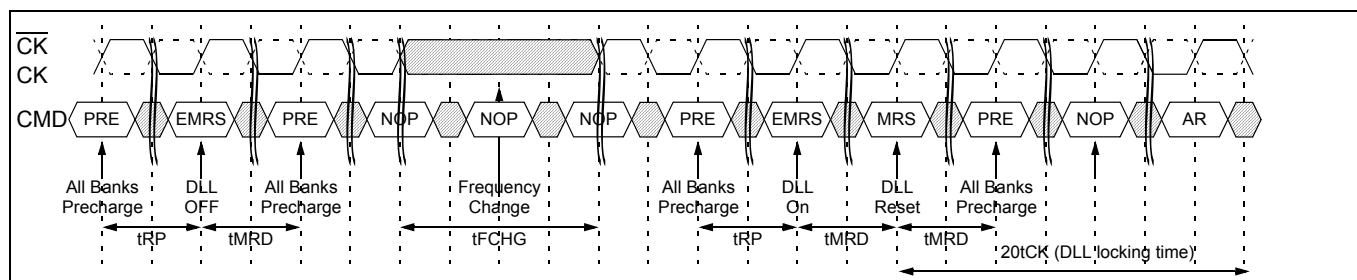 CK
CK
CMD PRE EMRS PRE NOP NOP NOP PRE EMRS MRS PRE NOP AR
All Banks Precharge
DLL OFF
All Banks Precharge
Frequency Change
All Banks Precharge
DLL On
DLL Reset
All Banks Precharge
tRP tMRD tFCHG tRP tMRD tMRD
20tCK (DLL locking time)